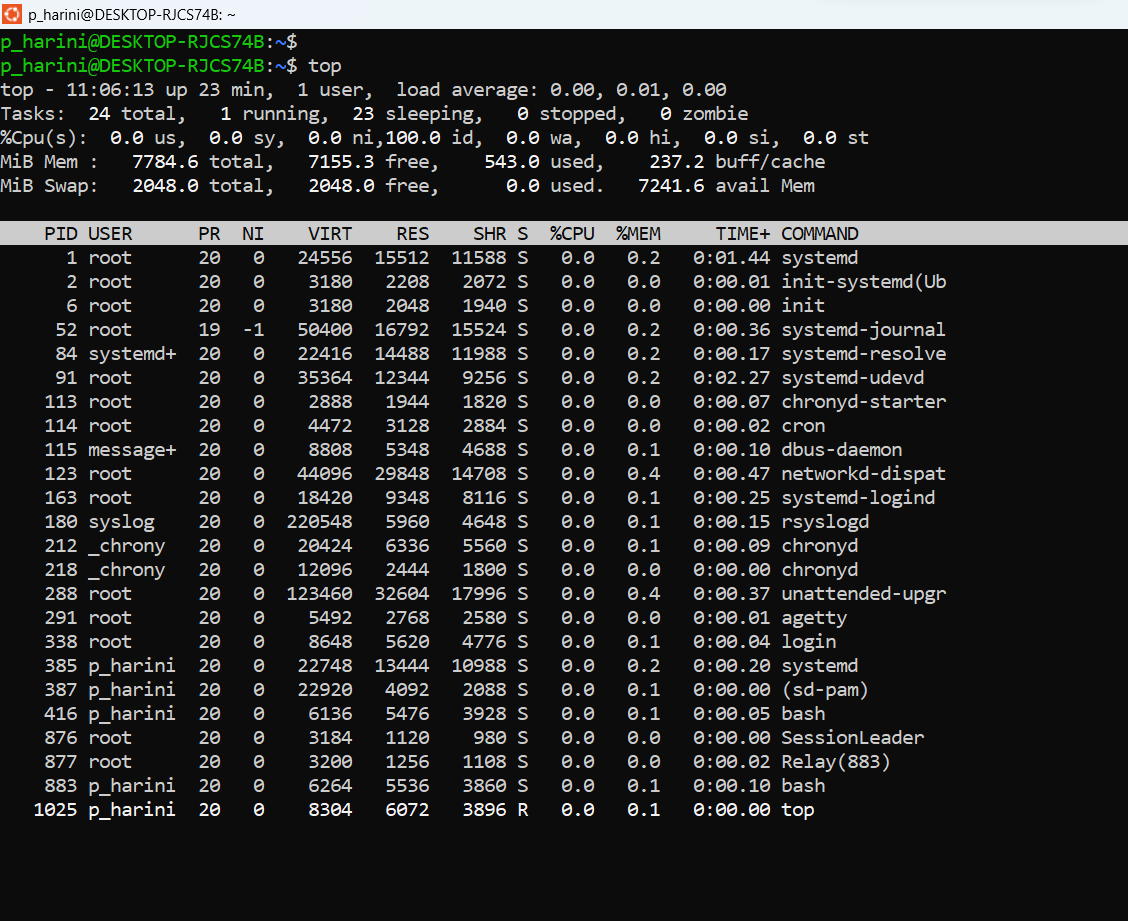 p_harini@DESKTOP-RJCS74B: ~
p_harini@DESKTOP-RJCS74B:~$
p_harini@DESKTOP-RJCS74B:~$ top
top - 11:06:13 up 23 min,  1 user,  load average: 0.00, 0.01, 0.00
Tasks:  24 total,   1 running,  23 sleeping,   0 stopped,   0 zombie
%Cpu(s):  0.0 us,  0.0 sy,  0.0 ni,100.0 id,  0.0 wa,  0.0 hi,  0.0 si,  0.0 st
MiB Mem :   7784.6 total,   7155.3 free,    543.0 used,    237.2 buff/cache
MiB Swap:   2048.0 total,   2048.0 free,      0.0 used.   7241.6 avail Mem
PID USER      PR  NI    VIRT    RES    SHR S  %CPU  %MEM     TIME+ COMMAND
1 root      20   0   24556  15512  11588 S   0.0   0.2   0:01.44 systemd
2 root      20   0    3180   2208   2072 S   0.0   0.0   0:00.01 init-systemd(Ub
6 root      20   0    3180   2048   1940 S   0.0   0.0   0:00.00 init
52 root      19  -1   50400  16792  15524 S   0.0   0.2   0:00.36 systemd-journal
84 systemd+  20   0   22416  14488  11988 S   0.0   0.2   0:00.17 systemd-resolve
91 root      20   0   35364  12344   9256 S   0.0   0.2   0:02.27 systemd-udevd
113 root      20   0    2888   1944   1820 S   0.0   0.0   0:00.07 chronyd-starter
114 root      20   0    4472   3128   2884 S   0.0   0.0   0:00.02 cron
115 message+  20   0    8808   5348   4688 S   0.0   0.1   0:00.10 dbus-daemon
123 root      20   0   44096  29848  14708 S   0.0   0.4   0:00.47 networkd-dispat
163 root      20   0   18420   9348   8116 S   0.0   0.1   0:00.25 systemd-logind
180 syslog    20   0  220548   5960   4648 S   0.0   0.1   0:00.15 rsyslogd
212 _chrony   20   0   20424   6336   5560 S   0.0   0.1   0:00.09 chronyd
218 _chrony   20   0   12096   2444   1800 S   0.0   0.0   0:00.00 chronyd
288 root      20   0  123460  32604  17996 S   0.0   0.4   0:00.37 unattended-upgr
291 root      20   0    5492   2768   2580 S   0.0   0.0   0:00.01 agetty
338 root      20   0    8648   5620   4776 S   0.0   0.1   0:00.04 login
385 p_harini  20   0   22748  13444  10988 S   0.0   0.2   0:00.20 systemd
387 p_harini  20   0   22920   4092   2088 S   0.0   0.1   0:00.00 (sd-pam)
416 p_harini  20   0    6136   5476   3928 S   0.0   0.1   0:00.05 bash
876 root      20   0    3184   1120    980 S   0.0   0.0   0:00.00 SessionLeader
877 root      20   0    3200   1256   1108 S   0.0   0.0   0:00.02 Relay(883)
883 p_harini  20   0    6264   5536   3860 S   0.0   0.1   0:00.10 bash
1025 p_harini  20   0    8304   6072   3896 R   0.0   0.1   0:00.00 top